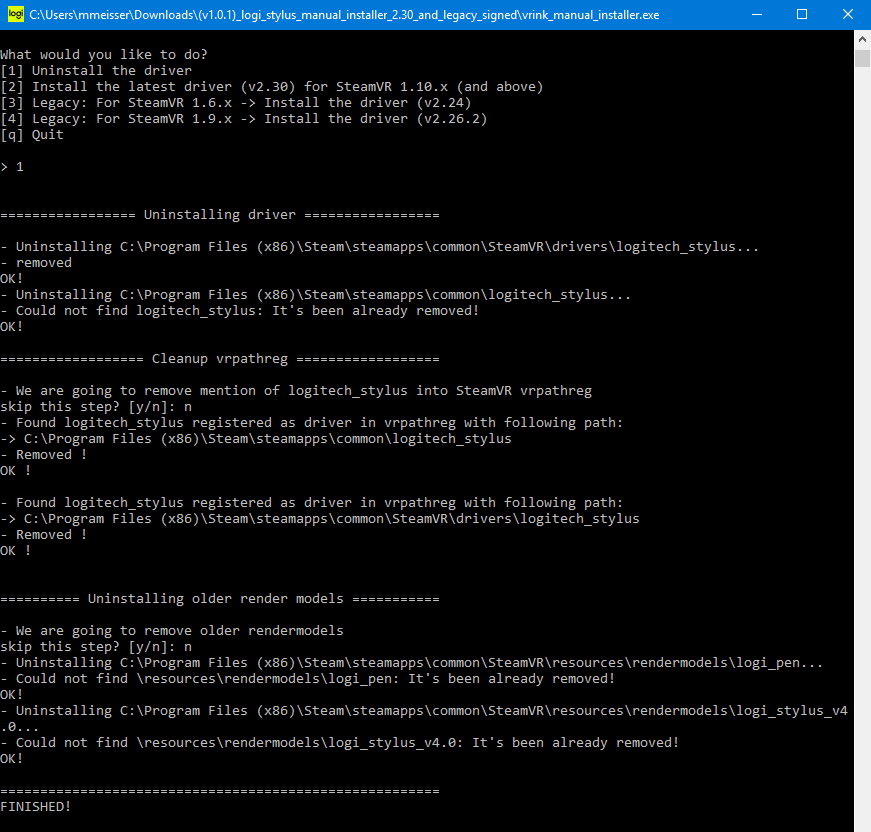 logi C:\Users\mmeisser\Downloads\(v1.0.1)_logi_stylus_manual_installer_2.30_and_legacy_signed\vrink_manual_installer.exe
What would you like to do?
[1] Uninstall the driver
[2] Install the latest driver (v2.30) for SteamVR 1.10.x (and above)
[3] Legacy: For SteamVR 1.6.x -> Install the driver (v2.24)
[4] Legacy: For SteamVR 1.9.x -> Install the driver (v2.26.2)
[q] Quit
> 1
================= Uninstalling driver =================
- Uninstalling C:\Program Files (x86)\Steam\steamapps\common\SteamVR\drivers\logitech_stylus...
- removed
OK!
- Uninstalling C:\Program Files (x86)\Steam\steamapps\common\logitech_stylus...
- Could not find logitech_stylus: It's been already removed!
OK!
================== Cleanup vrpathreg ==================
- We are going to remove mention of logitech_stylus into SteamVR vrpathreg
skip this step? [y/n]: n
- Found logitech_stylus registered as driver in vrpathreg with following path:
-> C:\Program Files (x86)\Steam\steamapps\common\logitech_stylus
- Removed !
OK !
- Found logitech_stylus registered as driver in vrpathreg with following path:
-> C:\Program Files (x86)\Steam\steamapps\common\SteamVR\drivers\logitech_stylus
- Removed !
OK !
========== Uninstalling older render models ===========
- We are going to remove older rendermodels
skip this step? [y/n]: n
- Uninstalling C:\Program Files (x86)\Steam\steamapps\common\SteamVR\resources\rendermodels\logi_pen...
- Could not find \resources\rendermodels\logi_pen: It's been already removed!
OK!
- Uninstalling C:\Program Files (x86)\Steam\steamapps\common\SteamVR\resources\rendermodels\logi_stylus_v4
.0...
- Could not find \resources\rendermodels\logi_stylus_v4.0: It's been already removed!
OK!
=======================================================
FINISHED!